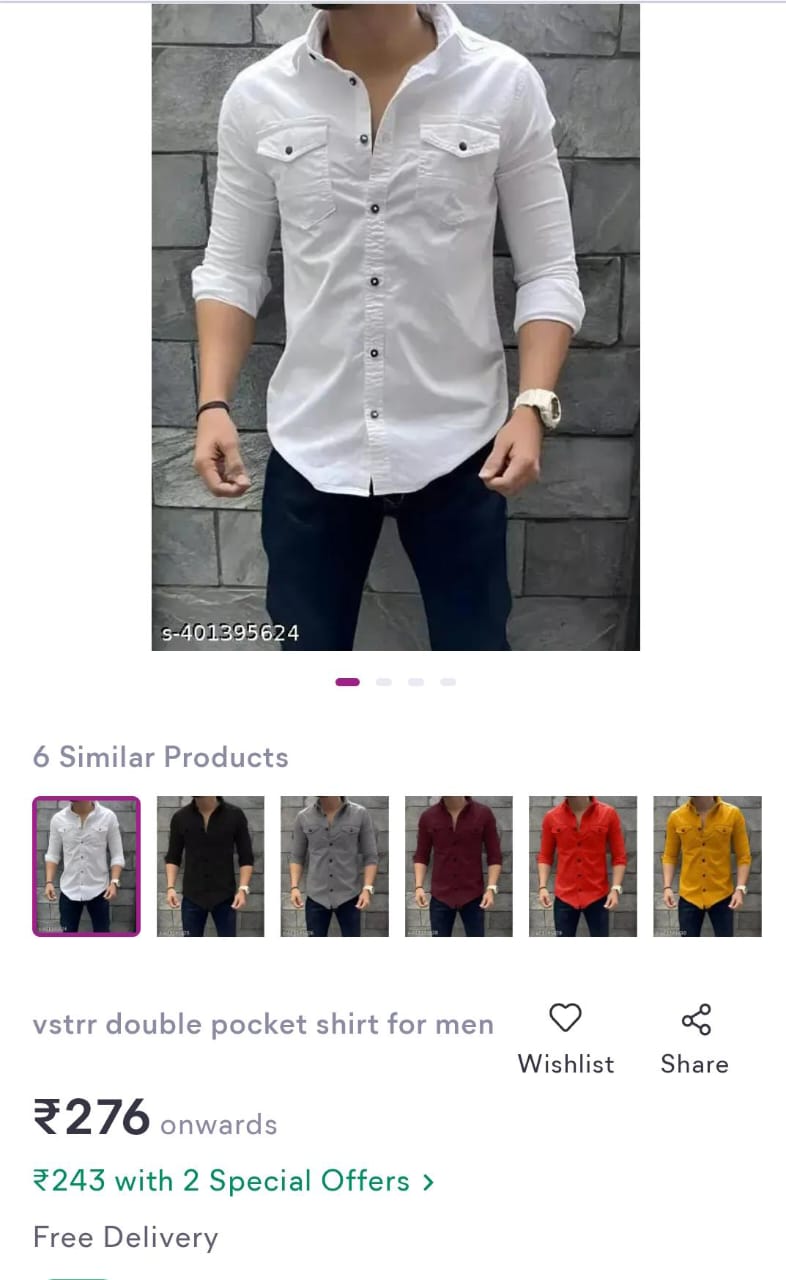 s-401395624
6 Similar Products
vstrr double pocket shirt for men
Wishlist
Share
₹276 onwards
₹243 with 2 Special Offers >
Free Delivery